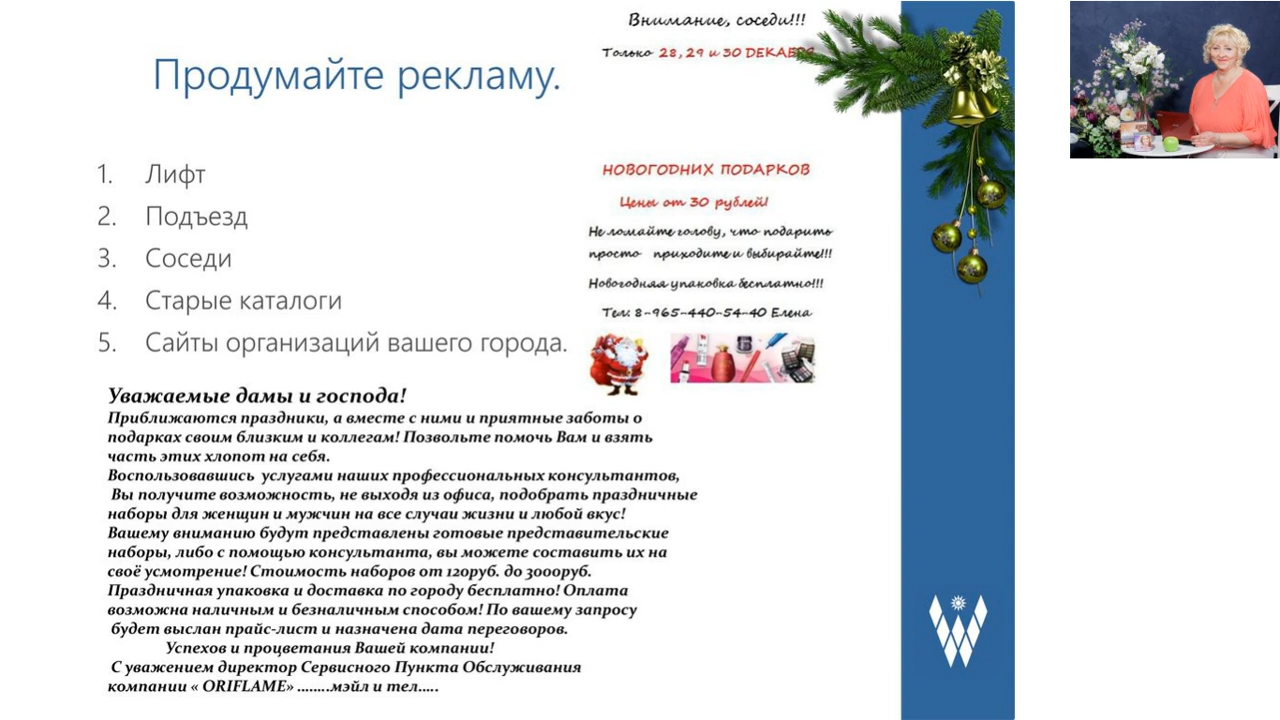 Продумайте рекламу.
1. Лифт
2. Подъезд
3. Соседи
4. Старые каталоги
5. Сайты организаций вашего города.
Внимание, соседи!!!
Только 28, 29 и 30 ДЕКАБРЯ
НОВОГОДНИХ ПОДАРКОВ
Цены от 30 рублей!
Не ломайте голову, что подарить
просто приходите и выбирайте!!!
Новогодняя упаковка бесплатно!!!
Тел: 8-965-440-54-40 Елена
Уважаемые дамы и господа!
Приближаются праздники, а вместе с ними и приятные заботы о
подарках своим близким и коллегам! Позвольте помочь Вам и взять
часть этих хлопот на себя.
Воспользовавшись услугами наших профессиональных консультантов,
Вы получите возможность, не выходя из офиса, подобрать праздничные
наборы для женщин и мужчин на все случаи жизни и любой вкус!
Вашему вниманию будут представлены готовые представительские
наборы, либо с помощью консультанта, вы можете составить их на
своё усмотрение! Стоимость наборов от 120руб. до 3000руб.
Праздничная упаковка и доставка по городу бесплатно! Оплата
возможна наличным и безналичным способом! По вашему запросу
будет выслан прайс-лист и назначена дата переговоров.
Успехов и процветания Вашей компании!
С уважением директор Сервисного Пункта Обслуживания
компании « ORIFLAME» ........мэйл и тел.....